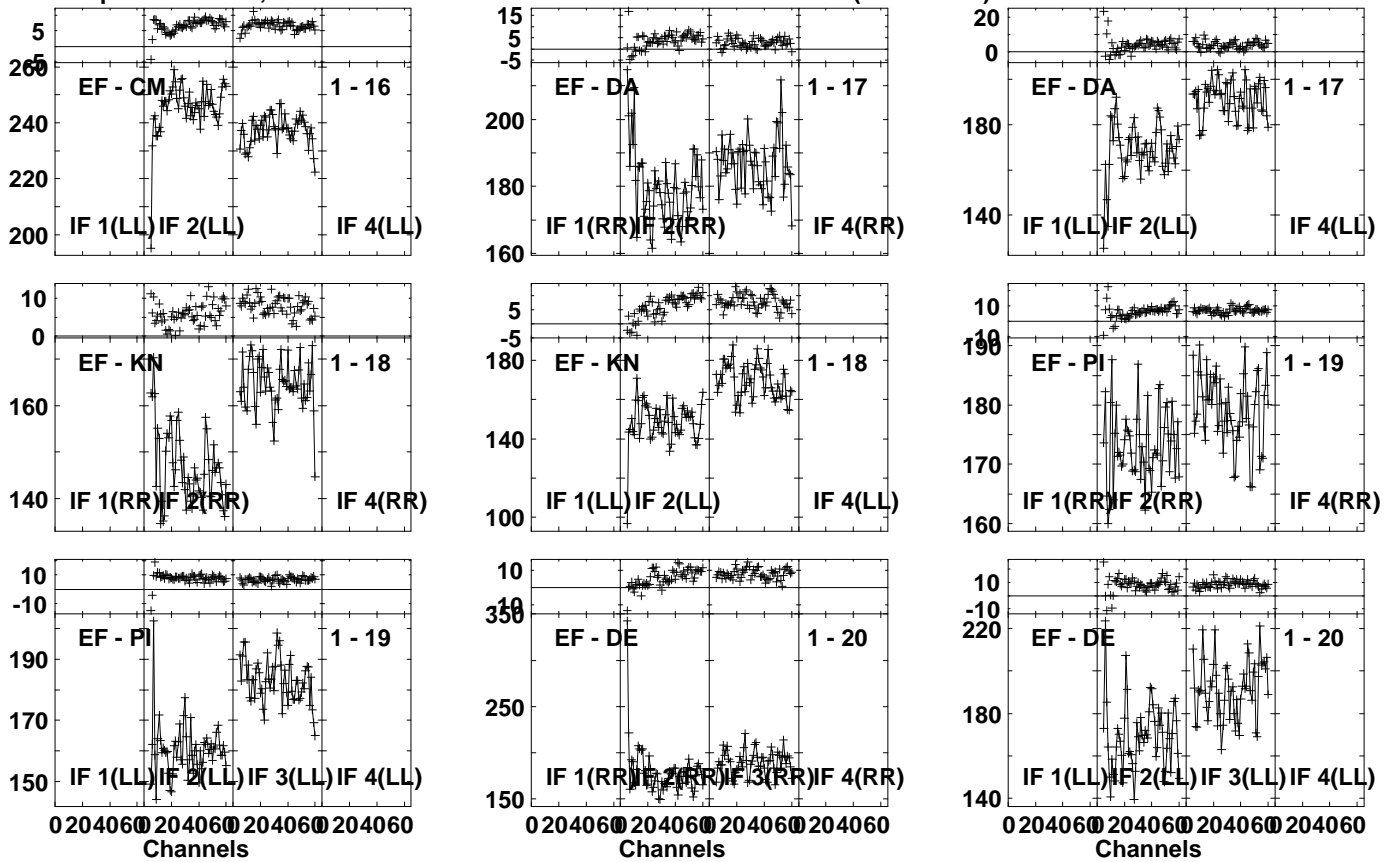 5
-5
EF - CM 1 - 16
260
240
220
200
IF 1(LL) IF 2(LL) IF 4(LL)
15
5
-5
EF - DA 1 - 17
200
180
160
IF 1(RR) IF 2(RR) IF 4(RR)
20
0
EF - DA 1 - 17
180
140
IF 1(LL) IF 2(LL) IF 4(LL)
10
0
EF - KN 1 - 18
160
140
IF 1(RR) IF 2(RR) IF 4(RR)
5
-5
EF - KN 1 - 18
180
140
100
IF 1(LL) IF 2(LL) IF 4(LL)
10
-10
EF - PI 1 - 19
190
180
170
160
IF 1(RR) IF 2(RR) IF 4(RR)
10
-10
EF - PI 1 - 19
190
170
150
IF 1(LL) IF 2(LL) IF 3(LL) IF 4(LL)
0 204060 0 204060 0 204060 0 204060
Channels
10
-10
EF - DE 1 - 20
350
250
150
IF 1(RR) IF 2(RR) IF 3(RR) IF 4(RR)
0 204060 0 204060 0 204060 0 204060
Channels
10
-10
EF - DE 1 - 20
220
180
140
IF 1(LL) IF 2(LL) IF 3(LL) IF 4(LL)
0 204060 0 204060 0 204060 0 204060
Channels